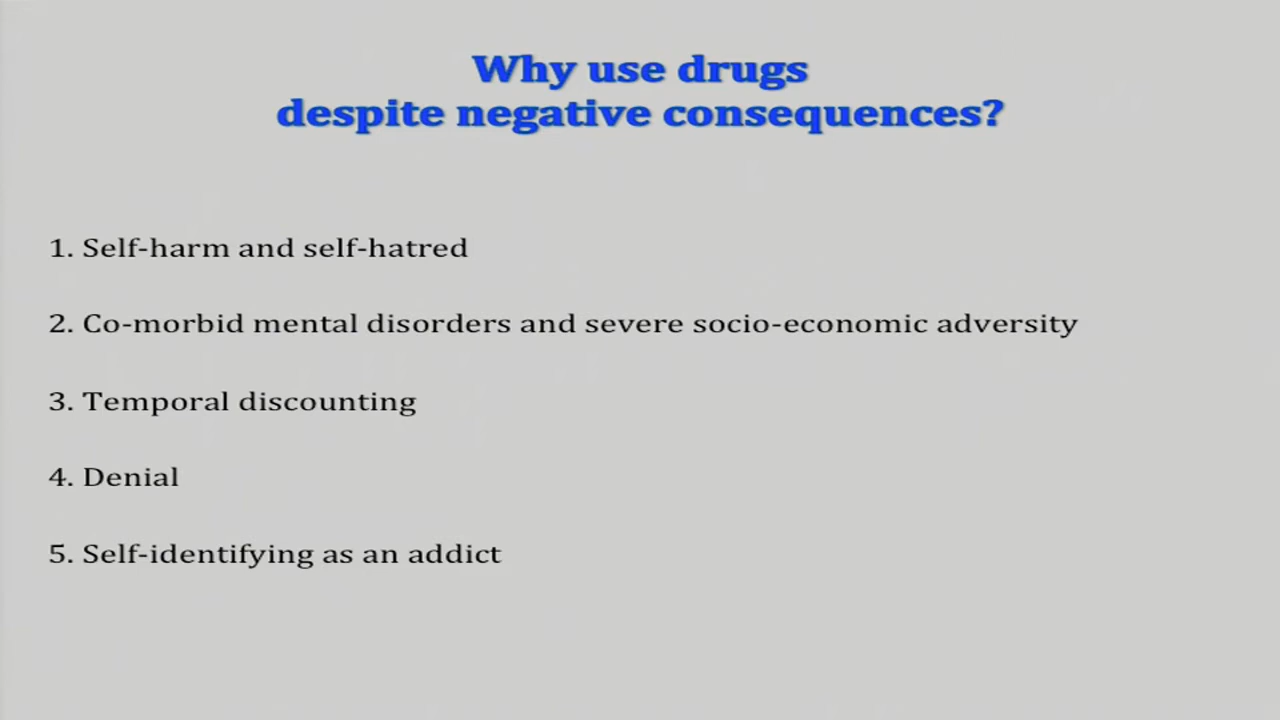 Why use drugs
despite negative consequences?
1. Self-harm and self-hatred
2. Co-morbid mental disorders and severe socio-economic adversity
3. Temporal discounting
4. Denial
5. Self-identifying as an addict